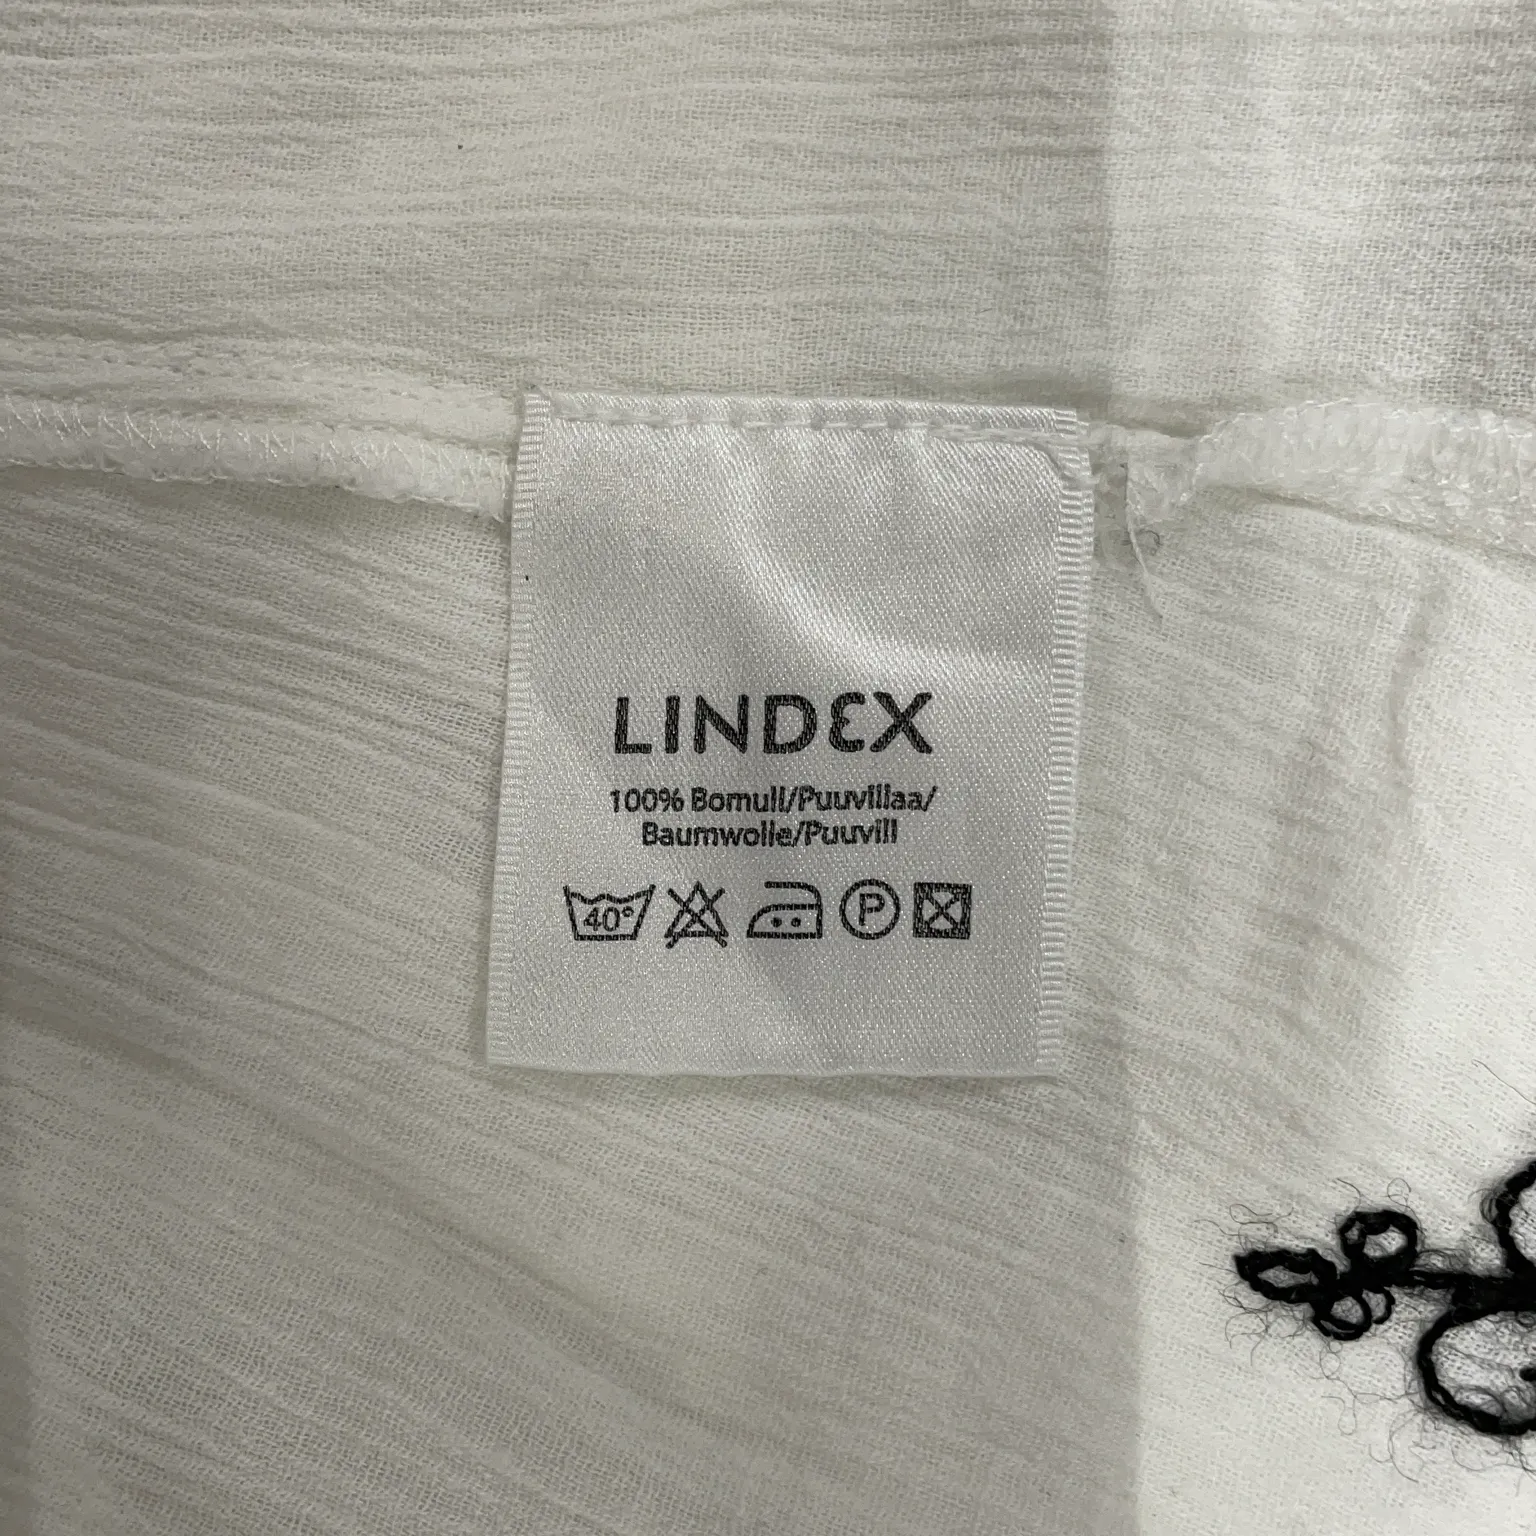 LINDEX
100% Bomull/Puuvillaa/
Baumwolle/Puuvill
40° P